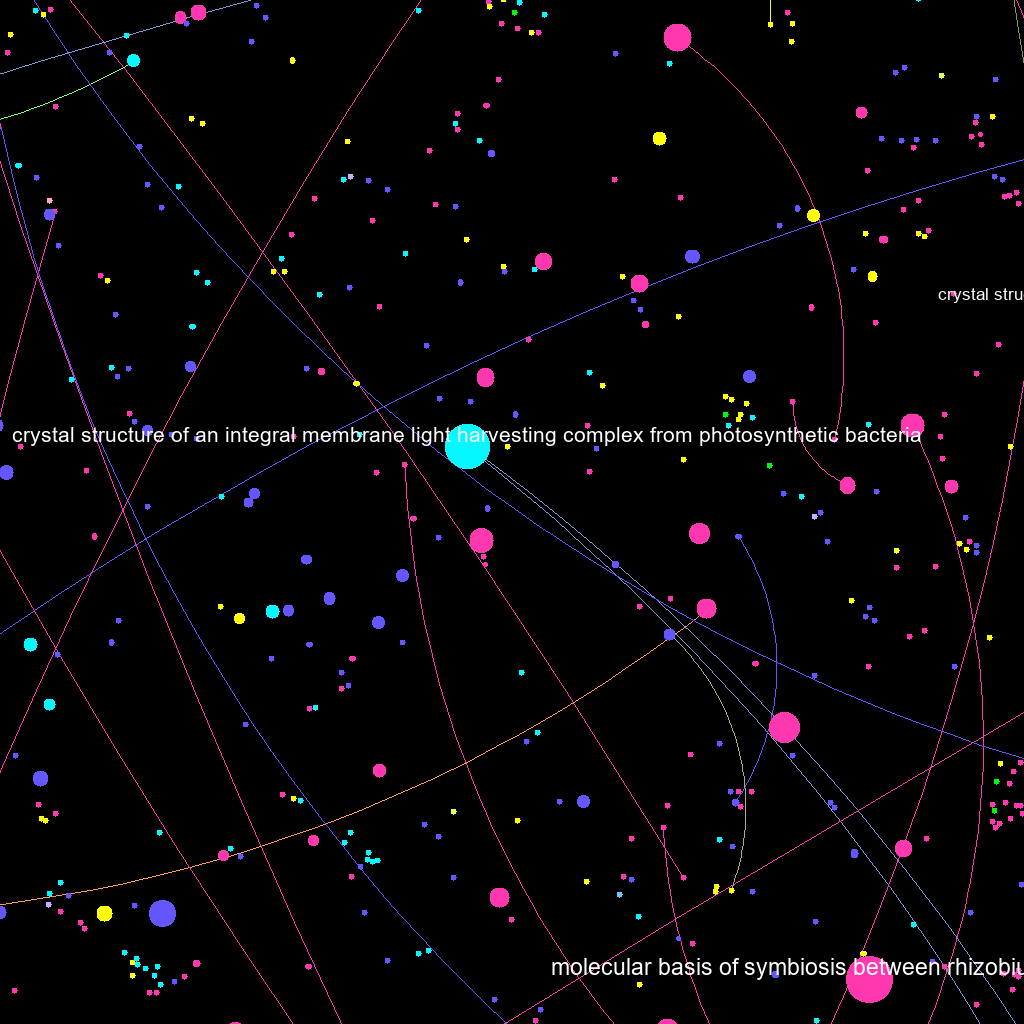 crystal stru
crystal structure of an integral membrane light harvesting complex from photosynthetic bacteria
molecular basis of symbiosis between rhizobiu